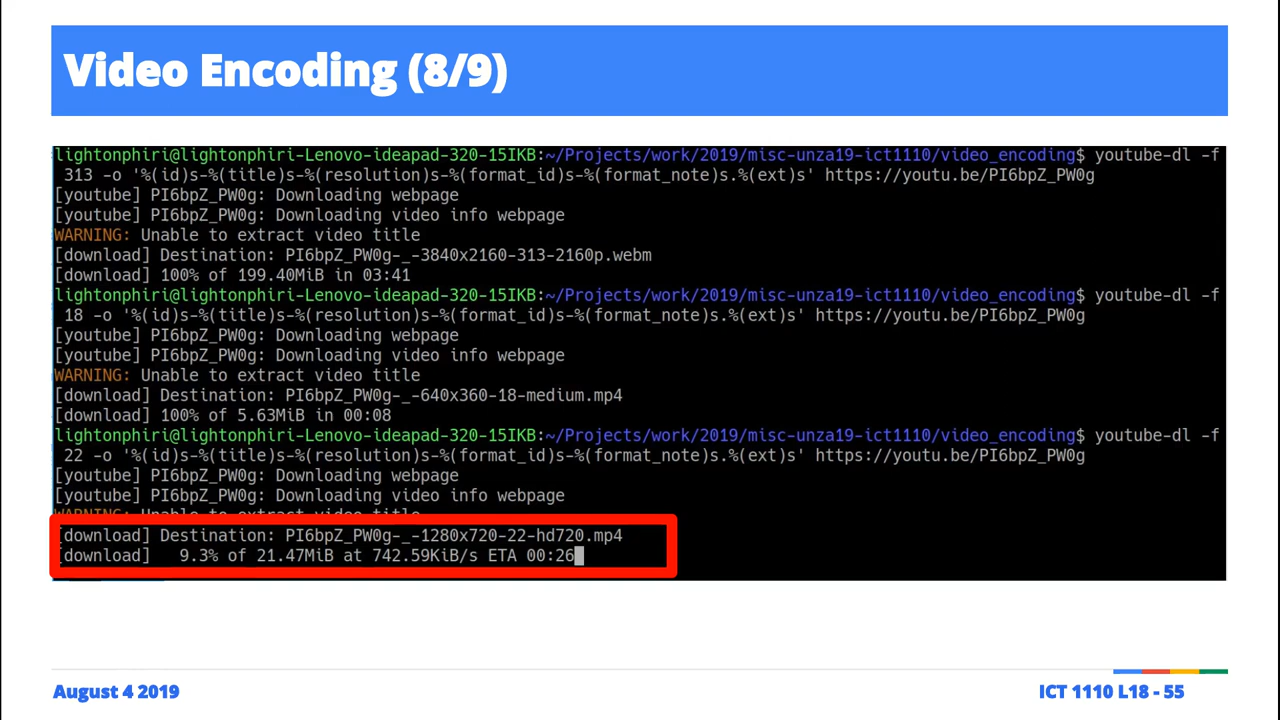 Video Encoding (8/9)
lightonphiri@lightonphiri-Lenovo-ideapad-320-15IKB:~/Projects/work/2019/misc-unza19-ict1110/video_encoding$ youtube-dl -f
313 -o '%(id)s-%(title)s-%(resolution)s-%(format_id)s-%(format_note)s.%(ext)s' https://youtu.be/PI6bpZ_PW0g
[youtube] PI6bpZ_PW0g: Downloading webpage
[youtube] PI6bpZ_PW0g: Downloading video info webpage
WARNING: Unable to extract video title
[download] Destination: PI6bpZ_PW0g-_-3840x2160-313-2160p.webm
[download] 100% of 199.40MiB in 03:41
lightonphiri@lightonphiri-Lenovo-ideapad-320-15IKB:~/Projects/work/2019/misc-unza19-ict1110/video_encoding$ youtube-dl -f
18 -o '%(id)s-%(title)s-%(resolution)s-%(format_id)s-%(format_note)s.%(ext)s' https://youtu.be/PI6bpZ_PW0g
[youtube] PI6bpZ_PW0g: Downloading webpage
[youtube] PI6bpZ_PW0g: Downloading video info webpage
WARNING: Unable to extract video title
[download] Destination: PI6bpZ_PW0g-_-640x360-18-medium.mp4
[download] 100% of 5.63MiB in 00:08
lightonphiri@lightonphiri-Lenovo-ideapad-320-15IKB:~/Projects/work/2019/misc-unza19-ict1110/video_encoding$ youtube-dl -f
22 -o '%(id)s-%(title)s-%(resolution)s-%(format_id)s-%(format_note)s.%(ext)s' https://youtu.be/PI6bpZ_PW0g
[youtube] PI6bpZ_PW0g: Downloading webpage
[youtube] PI6bpZ_PW0g: Downloading video info webpage
WARNING: Unable to extract video title
[download] Destination: PI6bpZ_PW0g-_-1280x720-22-hd720.mp4
[download] 9.3% of 21.47MiB at 742.59KiB/s ETA 00:26
August 4 2019
ICT 1110 L18 - 55